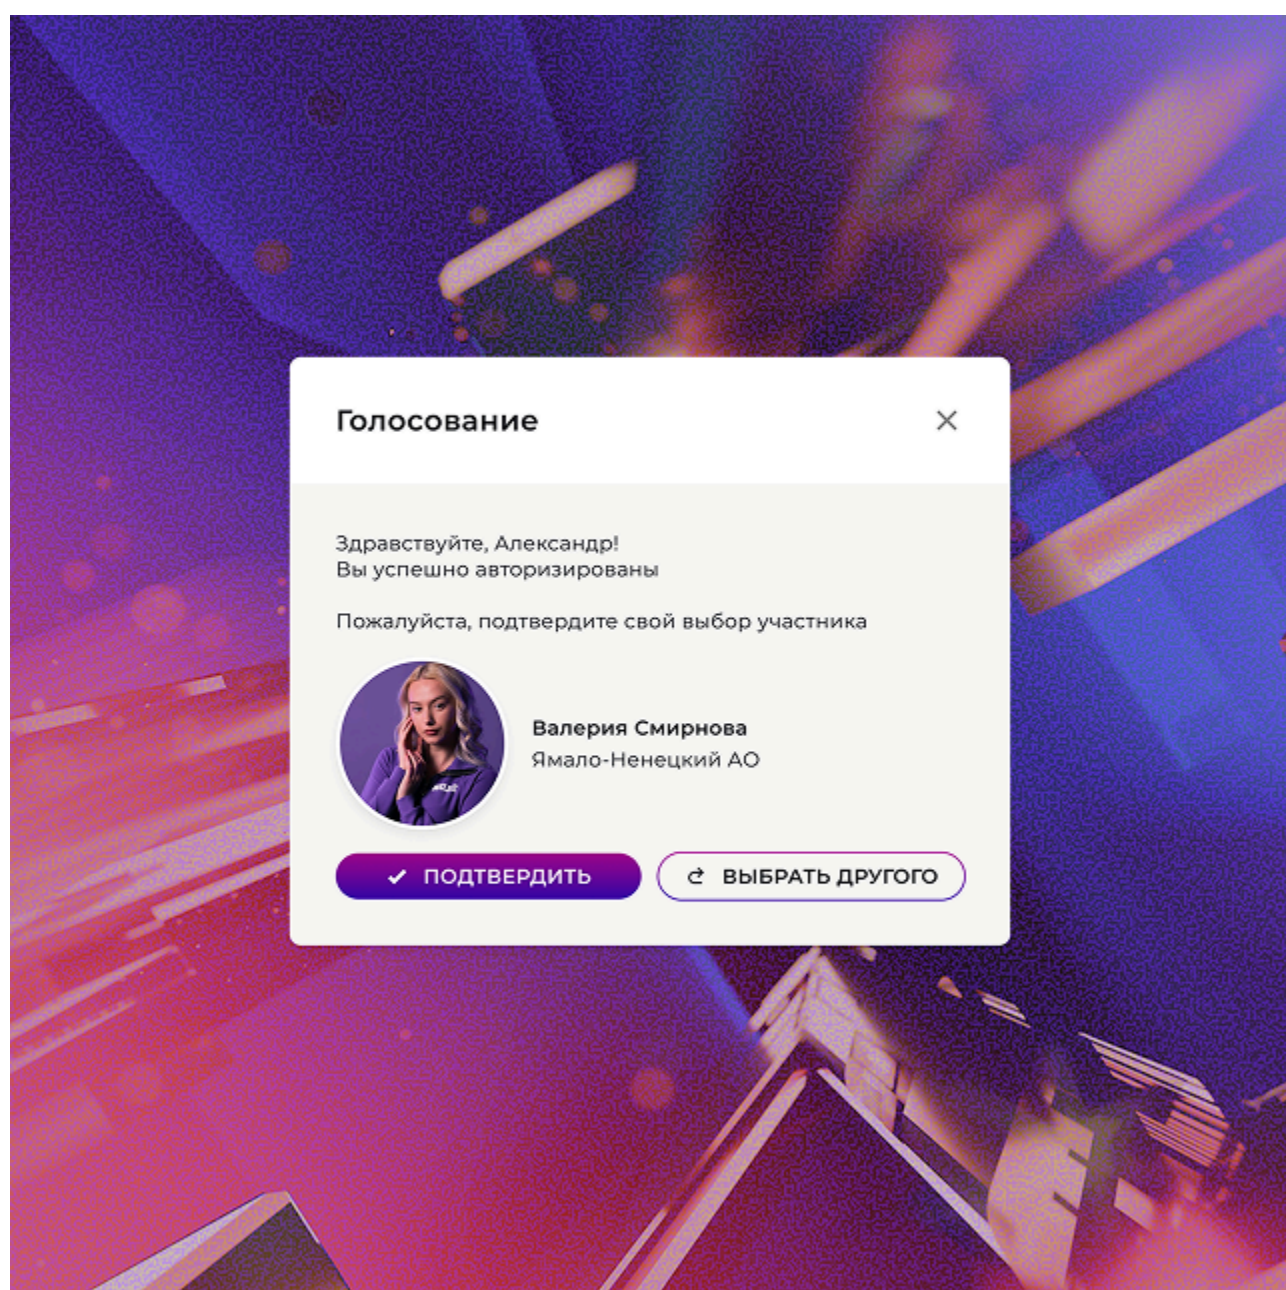 Голосование
Здравствуйте, Александр!
Вы успешно авторизированы
Пожалуйста, подтвердите свой выбор участника
Валерия Смирнова
Ямало-Ненецкий АО
ПОДТВЕРДИТЬ
ВЫБРАТЬ ДРУГОГО